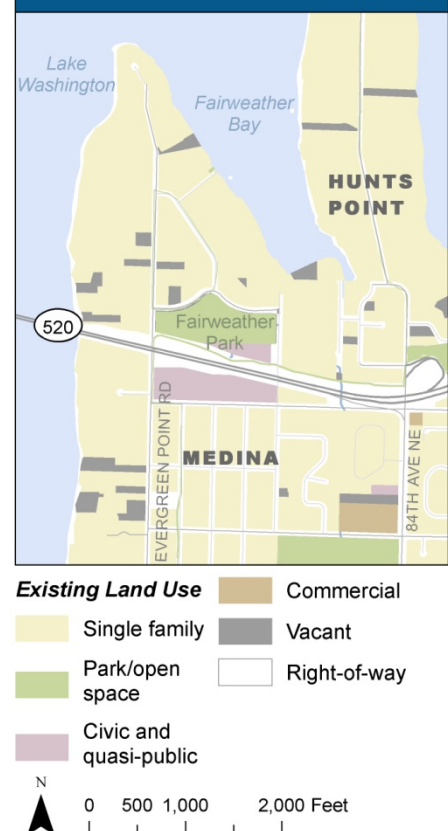 Lake
Washington
Fairweather
Bay
HUNTS
POINT
520
Fairweather
Park
EVERGREEN POINT RD
MEDINA
84TH AVE NE
Existing Land Use
Single family
Park/open
space
Civic and
quasi-public
Commercial
Vacant
Right-of-way
N
0 500 1,000 2,000 Feet